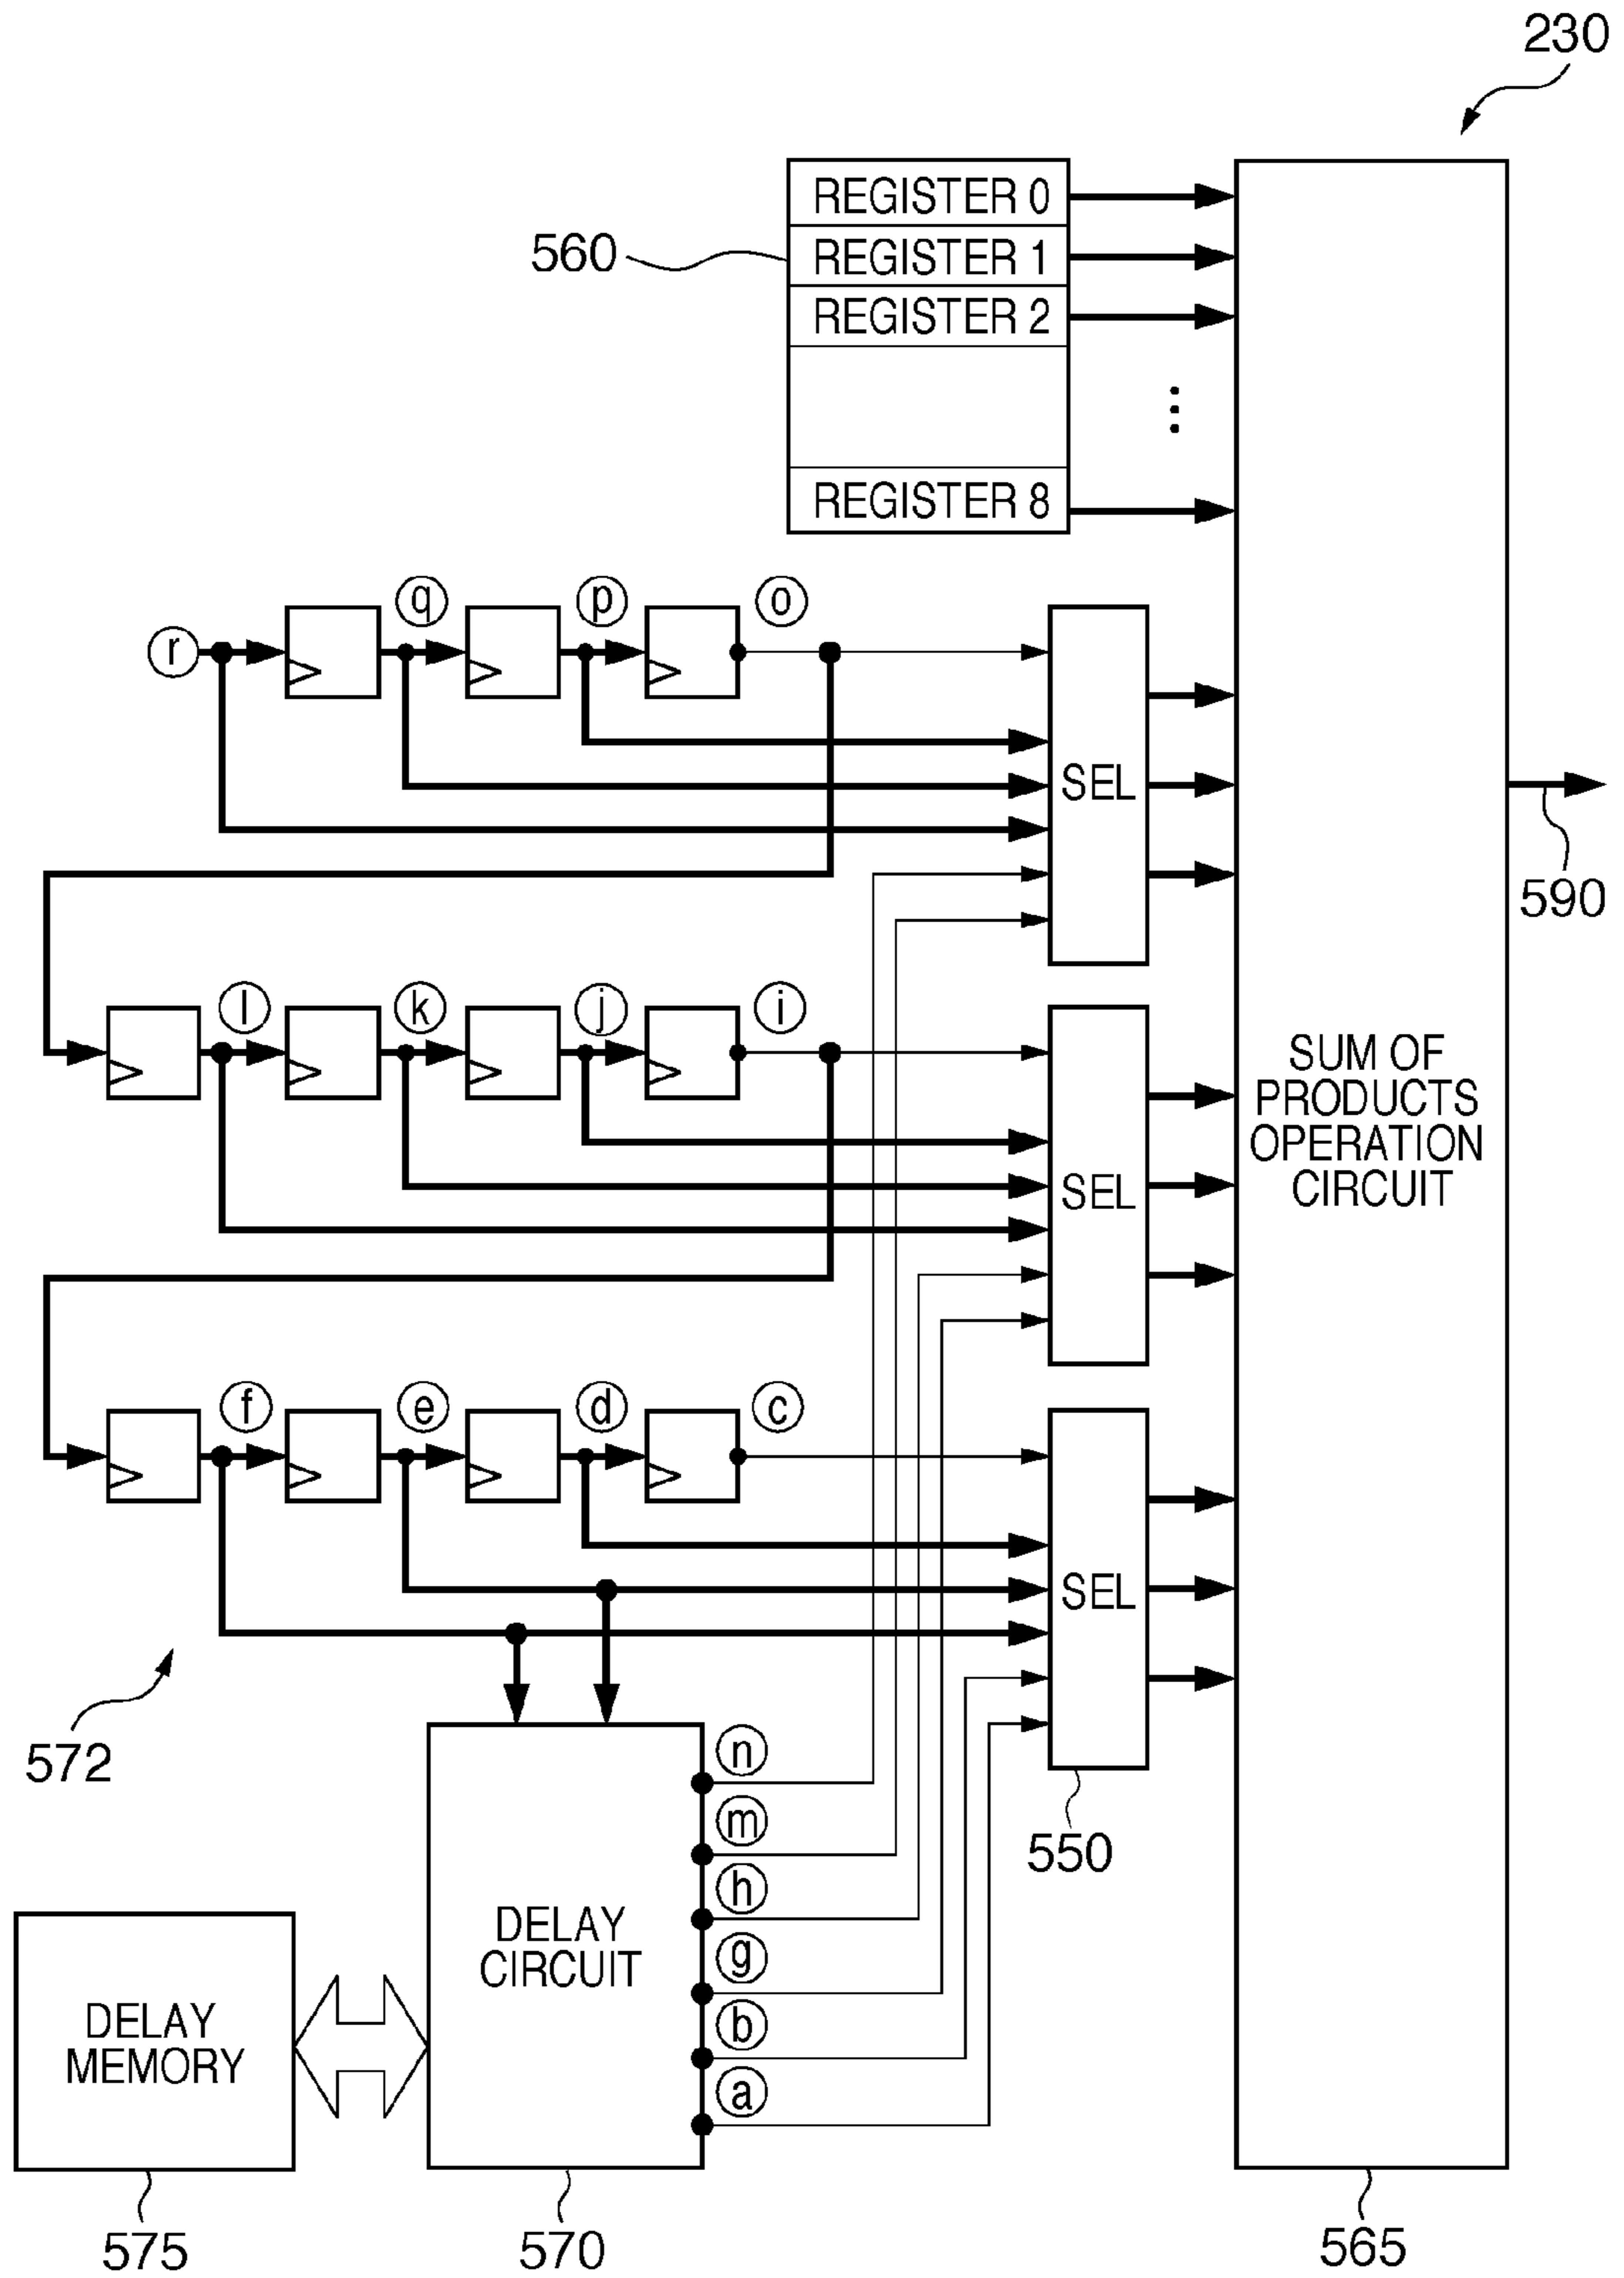 230
REGISTER 0
560
REGISTER 1
REGISTER 2
REGISTER 8
r
q
p
o
SEL
590
l
k
j
i
SEL
SUM OF
PRODUCTS
OPERATION
CIRCUIT
f
e
d
c
SEL
572
550
n
m
h
g
b
a
DELAY
CIRCUIT
DELAY
MEMORY
575
570
565